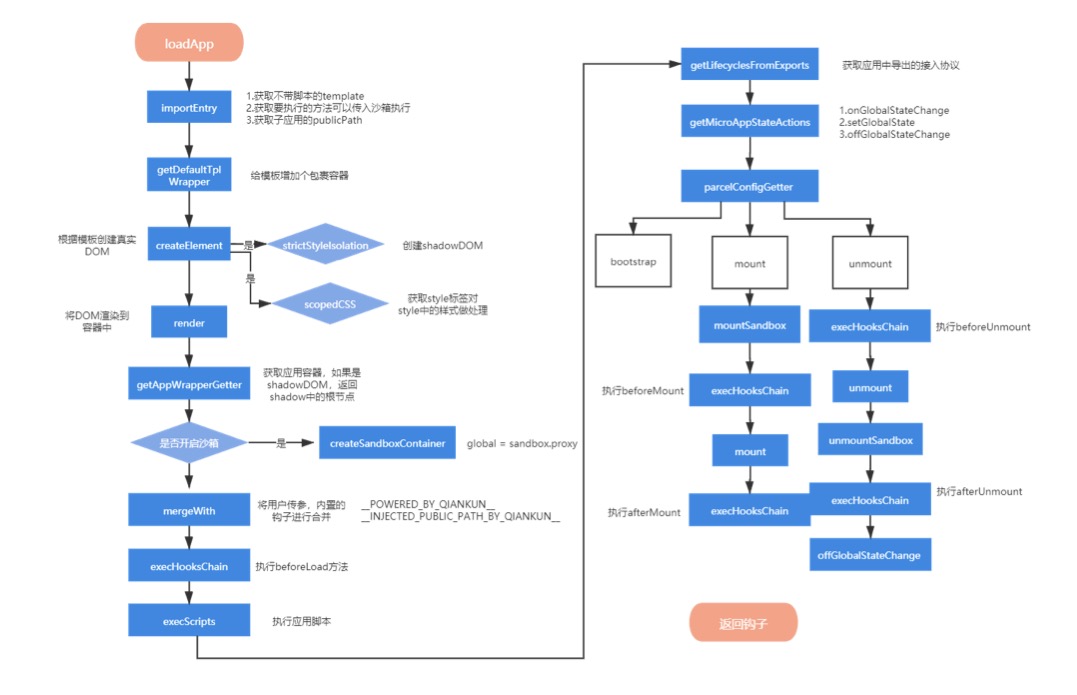 loadApp
importEntry
1.获取不带脚本的template
2.获取要执行的方法可以传入沙箱执行
3.获取子应用的publicPath
getDefaultTpl
Wrapper
给模板增加个包裹容器
根据模板创建真实
DOM
createElement
是
strictStyleIsolation
创建shadowDOM
是
scopedCSS
获取style标签对
style中的样式做处理
将DOM渲染到
容器中
render
getAppWrapperGetter
获取应用容器，如果是
shadowDOM，返回
shadow中的根节点
是否开启沙箱
是
createSandboxContainer
global = sandbox.proxy
mergeWith
将用户传参，内置的
钩子进行合并
__POWERED_BY_QIANKUN__
__INJECTED_PUBLIC_PATH_BY_QIANKUN__
execHooksChain
执行beforeLoad方法
execScripts
执行应用脚本
getLifecyclesFromExports
获取应用中导出的接入协议
getMicroAppStateActions
1.onGlobalStateChange
2.setGlobalState
3.offGlobalStateChange
parcelConfigGetter
bootstrap
mount
unmount
mountSandbox
execHooksChain
执行beforeUnmount
执行beforeMount
execHooksChain
unmount
mount
unmountSandbox
执行afterMount
execHooksChain
execHooksChain
执行afterUnmount
offGlobalStateChange
返回钩子